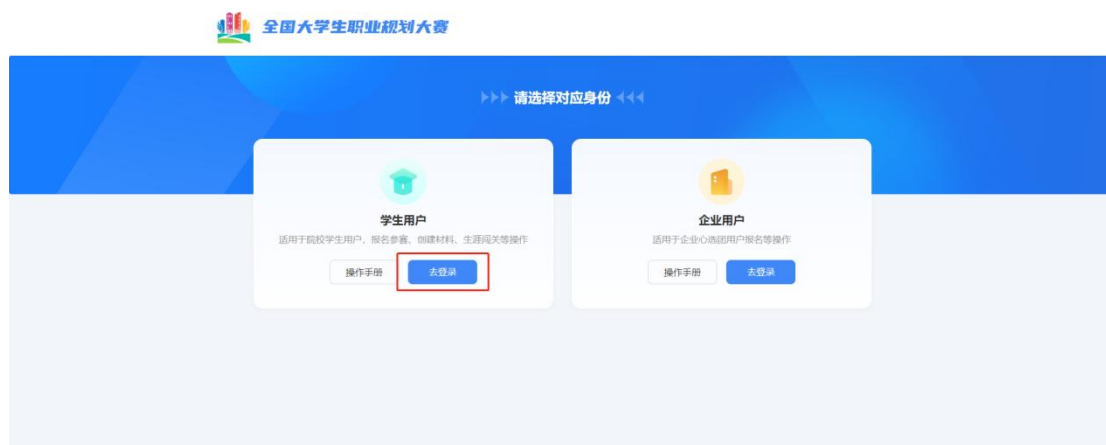 全国大学生职业规划大赛
请选择对应身份
学生用户
适用于院校学生用户，报名参赛、创建材料、生涯闯关等操作
操作手册
去登录
企业用户
适用于企业心选团用户报名等操作
操作手册
去登录